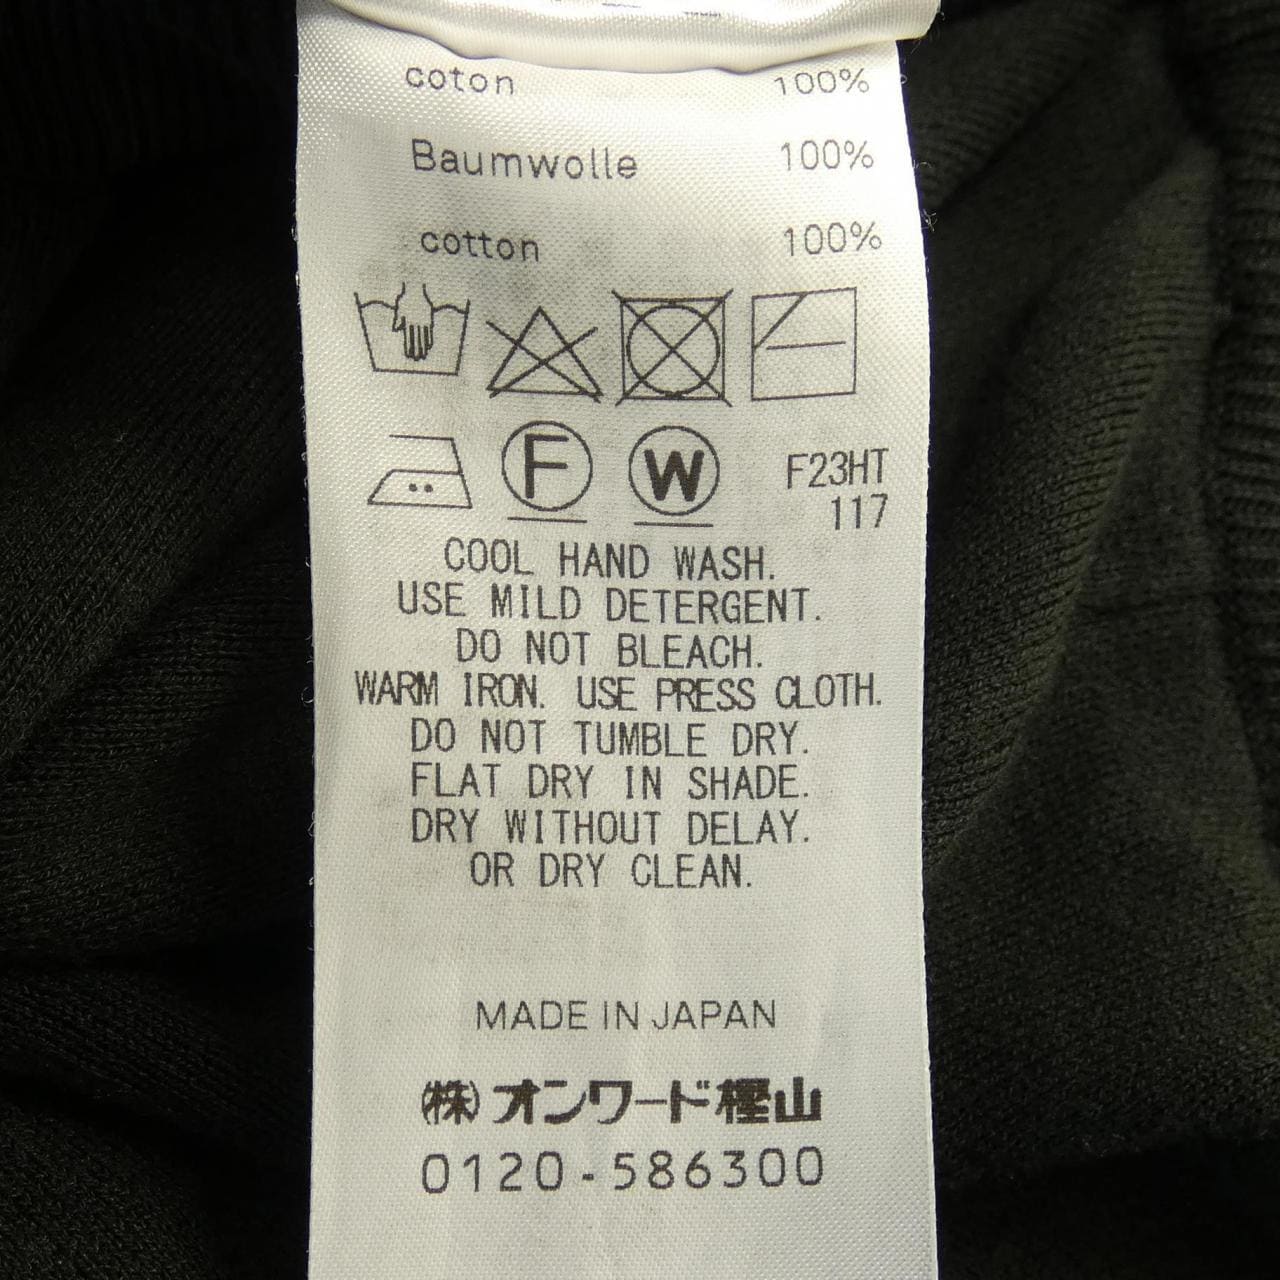 coton 100%
Baumwolle 100%
cotton 100%
F W F23HT
117
COOL HAND WASH.
USE MILD DETERGENT.
DO NOT BLEACH.
WARM IRON. USE PRESS CLOTH.
DO NOT TUMBLE DRY.
FLAT DRY IN SHADE.
DRY WITHOUT DELAY.
OR DRY CLEAN.
MADE IN JAPAN
(株)オンワード樫山
0120-586300